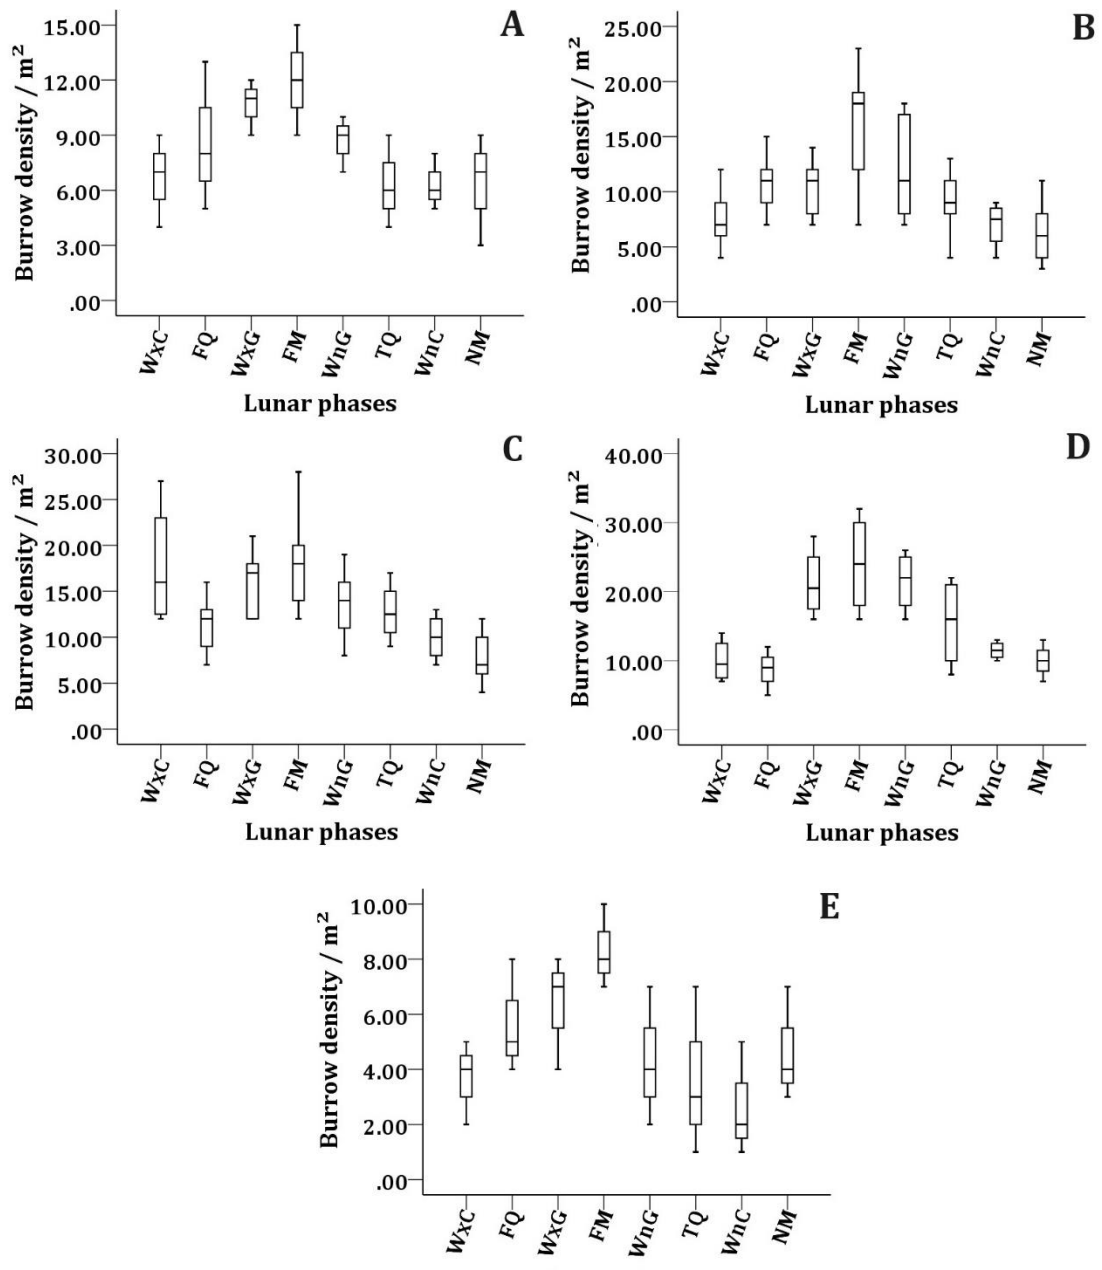 A
Burrow density / m²
15.00
12.00
9.00
6.00
3.00
.00
WxC FQ WxG FM WnG TQ WnC NM
Lunar phases
B
Burrow density / m²
25.00
20.00
15.00
10.00
5.00
.00
WxC FQ WxG FM WnG TQ WnC NM
Lunar phases
C
Burrow density / m²
30.00
25.00
20.00
15.00
10.00
5.00
.00
WxC FQ WxG FM WnG TQ WnC NM
Lunar phases
D
Burrow density / m²
40.00
30.00
20.00
10.00
.00
WxC FQ WxG FM WnG TQ WnG NM
Lunar phases
E
Burrow density / m²
10.00
8.00
6.00
4.00
2.00
.00
WxC FQ WxG FM WnG TQ WnC NM